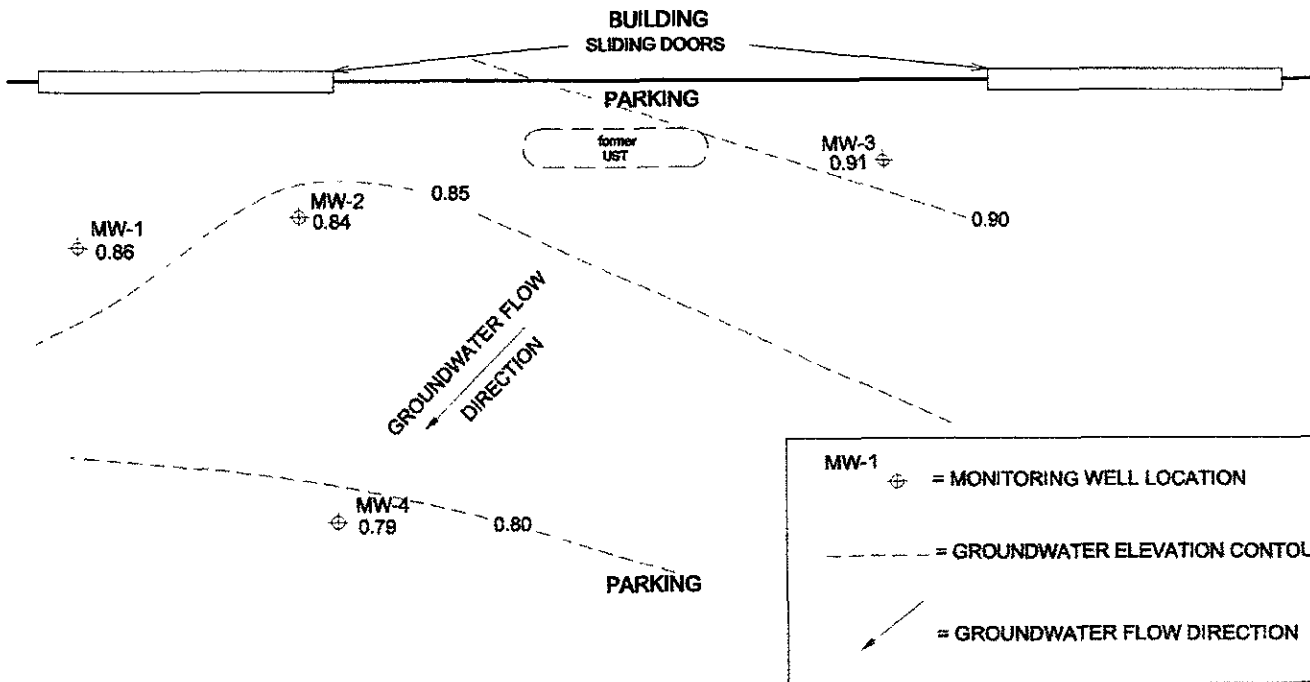 BUILDING
SLIDING DOORS
PARKING
former
UST
MW-3
0.91
0.85
MW-2
0.84
MW-1
0.86
0.90
GROUNDWATER FLOW
DIRECTION
MW-4
0.79
0.80
PARKING
MW-1
= MONITORING WELL LOCATION
= GROUNDWATER ELEVATION CONTOU
= GROUNDWATER FLOW DIRECTION